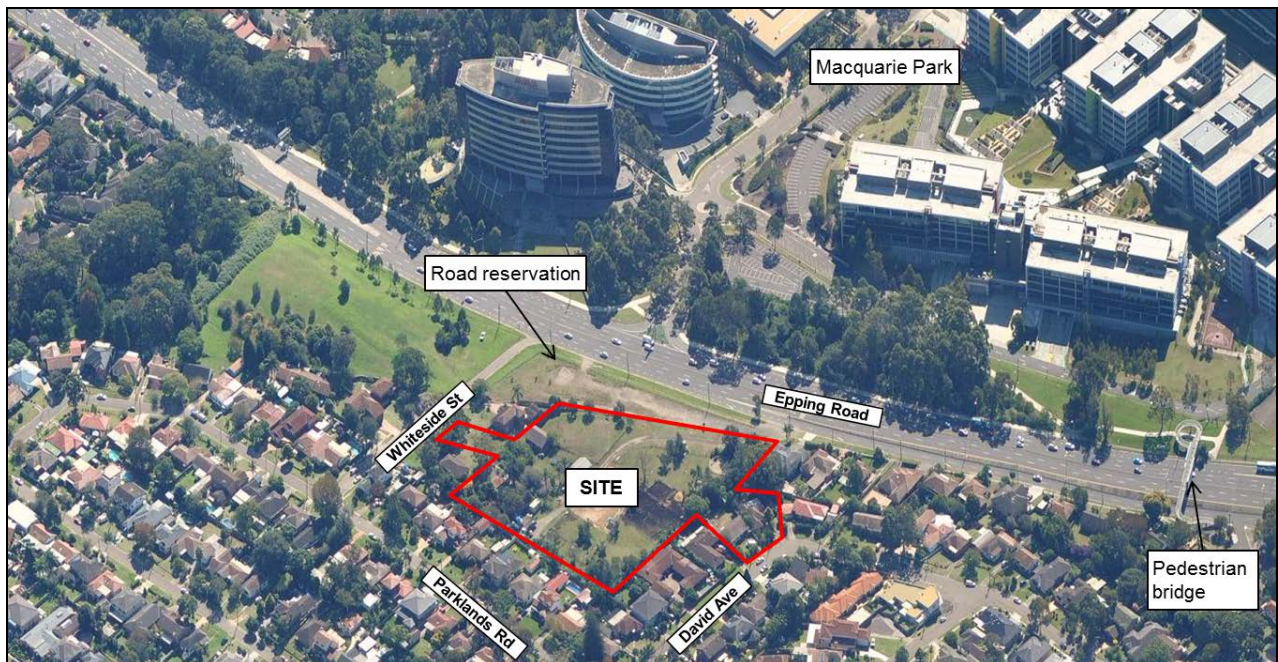 Macquarie Park
Road reservation
Whiteside St
Epping Road
SITE
Pedestrian
bridge
Parklands Rd
David Ave